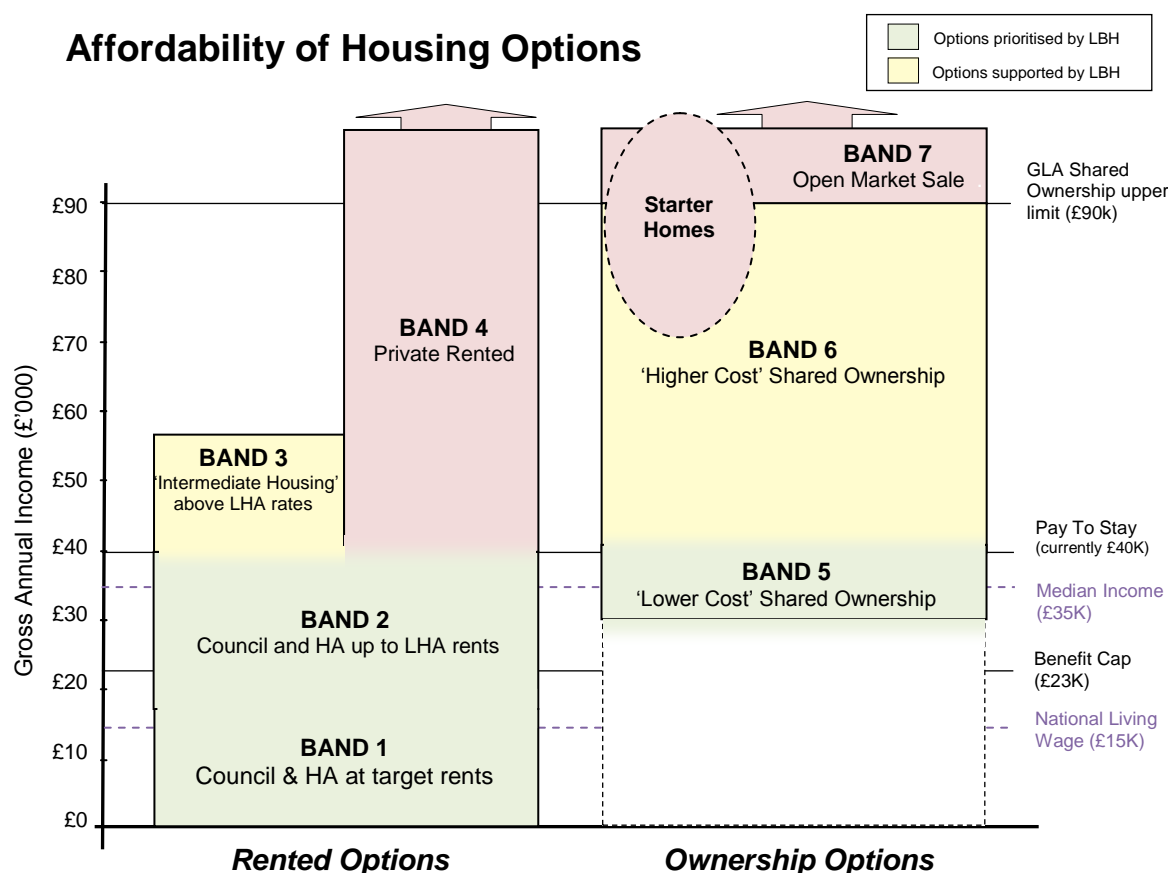 Affordability of Housing Options
Options prioritised by LBH
Options supported by LBH
Gross Annual Income (£'000)
£90
£80
£70
£60
£50
£40
£30
£20
£10
£0
BAND 3
'Intermediate Housing'
above LHA rates
BAND 4
Private Rented
BAND 2
Council and HA up to LHA rents
BAND 1
Council & HA at target rents
Starter
Homes
BAND 7
Open Market Sale
BAND 6
‘Higher Cost’ Shared Ownership
BAND 5
‘Lower Cost’ Shared Ownership
GLA Shared
Ownership upper
limit (£90k)
Pay To Stay
(currently £40K)
Median Income
(£35K)
Benefit Cap
(£23K)
National Living
Wage (£15K)
Rented Options
Ownership Options